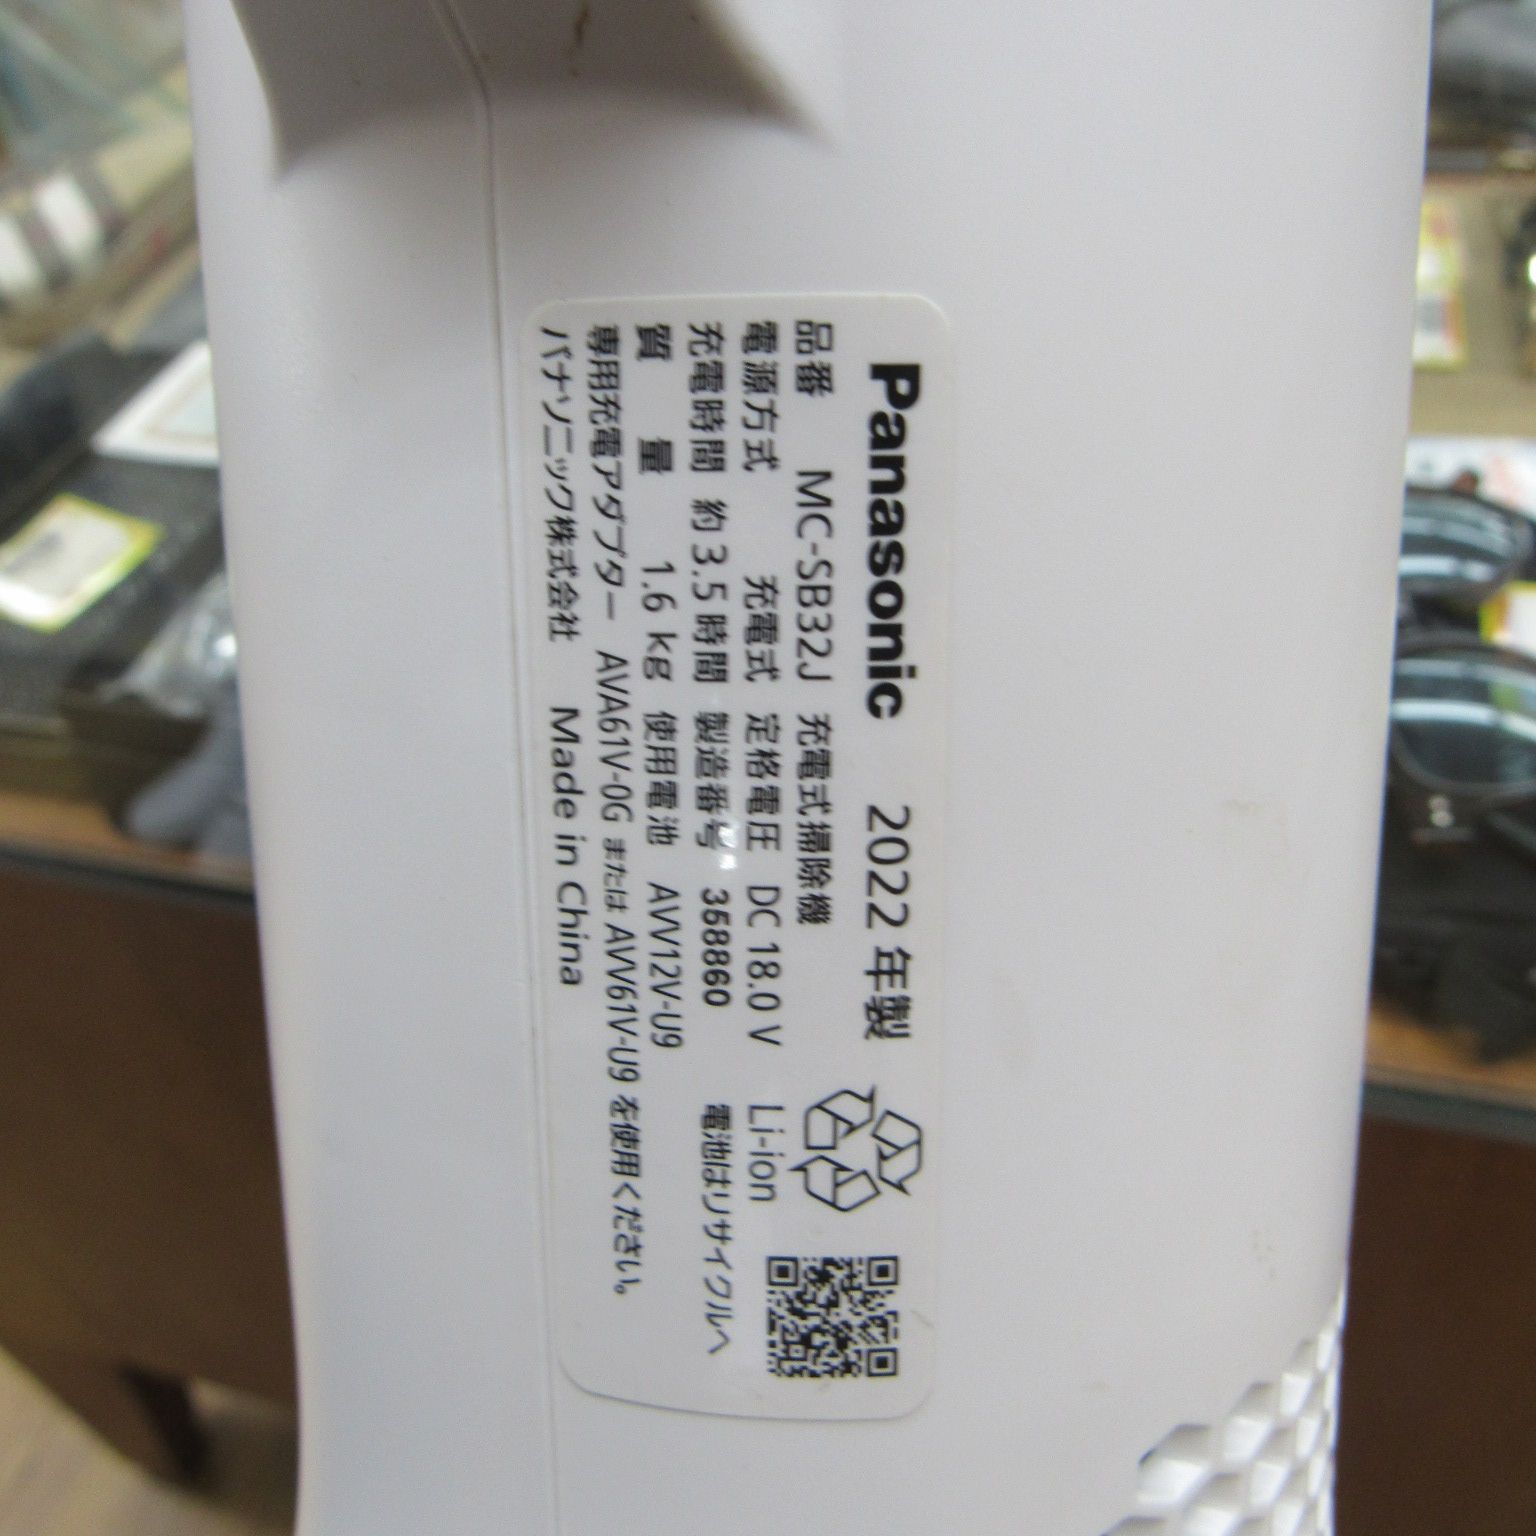 Panasonic 2022年製
品番 MC-SB32J 充電式掃除機
電源方式 充電式 定格電圧 DC 18.0 V Li-ion
充電時間 約3.5時間 製造番号 358860 電池はリサイクルへ
質量 1.6 kg 使用電池 AVV12V-U9
専用充電アダプター AVA61V-0G または AVV61V-U9 を使用ください。
パナソニック株式会社 Made in China